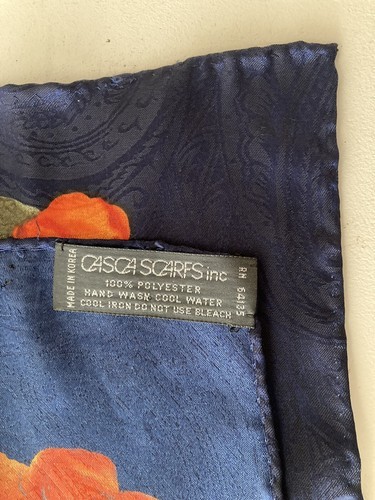 MADE IN KOREA
CASCA SCARFS inc
100% POLYESTER
HAND WASH COOL WATER
COOL IRON DO NOT USE BLEACH
RN 54135